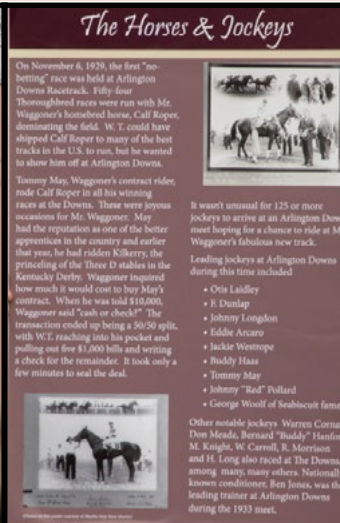 The Horses & Jockeys
On November 6, 1929, the first "no-
betting" race was held at Arlington
Downs Racetrack. Fifty-four
Thoroughbred races were run with Mr.
Waggoner's homebred horse, Calf Roper,
dominating the field. W. T. could have
shipped Calf Roper to many of the best
tracks in the U.S. to run, but he wanted
to show him off at Arlington Downs.
Tommy May, Waggoner's contract rider,
rode Calf Roper in all his winning
races at the Downs. These were joyous
occasions for Mr. Waggoner. May
had the reputation as one of the better
apprentices in the country and earlier
that year, he had ridden Kilkerry, the
princeling of the Three D stables in the
Kentucky Derby. Waggoner inquired
how much it would cost to buy May's
contract. When he was told $10,000,
Waggoner said "cash or check?" The
transaction ended up being a 50/50 split,
with W.T. reaching into his pocket and
pulling out five $1,000 bills and writing
a check for the remainder. It took only a
few minutes to seal the deal.
It wasn't unusual for 125 or more
jockeys to arrive at an Arlington Dow
meet hoping for a chance to ride at M
Waggoner's fabulous new track.
Leading jockeys at Arlington Downs
during this time included
• Otis Laidley
• F. Dunlap
• Johnny Longdon
• Eddie Arcaro
• Jackie Westrope
• Buddy Haas
• Tommy May
• Johnny "Red" Pollard
• George Woolf of Seabiscuit fame
Other notable jockeys Warren Corna
Don Meade, Bernard "Buddy" Hanfor
M. Knight, W. Carroll, R. Morrison
and H. Long also raced at The Downs
among many, many others. Nationall
known conditioner, Ben Jones, was th
leading trainer at Arlington Downs
during the 1933 meet.